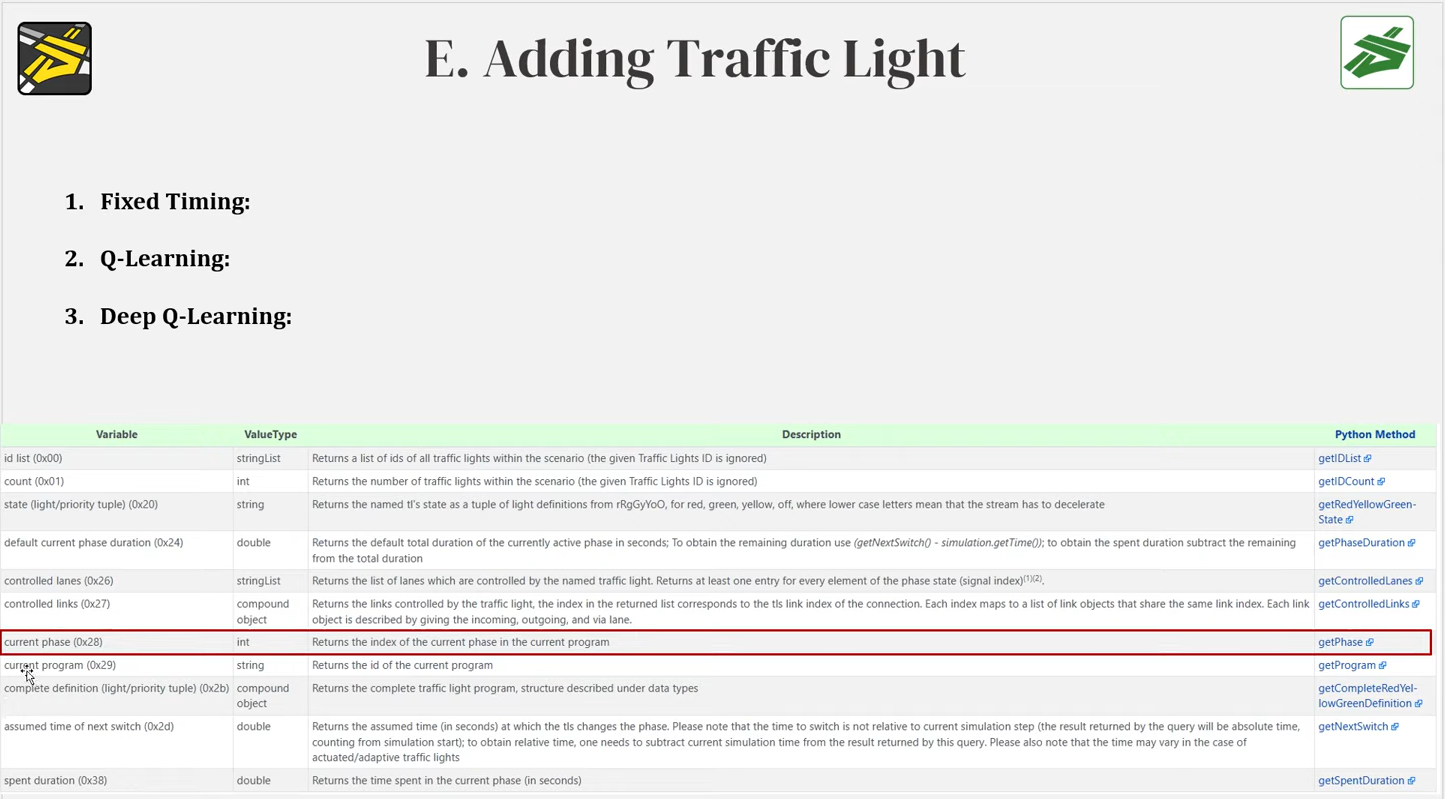 E. Adding Traffic Light
1. Fixed Timing:
2. Q-Learning:
3. Deep Q-Learning:
Variable ValueType Description Python Method
id list (0x00) stringList Returns a list of ids of all traffic lights within the scenario (the given Traffic Lights ID is ignored) getIDList
count (0x01) int Returns the number of traffic lights within the scenario (the given Traffic Lights ID is ignored) getIDCount
state (light/priority tuple) (0x20) string Returns the named tl's state as a tuple of light definitions from rRgGyYoO, for red, green, yellow, off, where lower case letters mean that the stream has to decelerate getRedYellowGreen-
State
default current phase duration (0x24) double Returns the default total duration of the currently active phase in seconds; To obtain the remaining duration use (getNextSwitch() - simulation.getTime()); to obtain the spent duration subtract the remaining getPhaseDuration
from the total duration
controlled lanes (0x26) stringList Returns the list of lanes which are controlled by the named traffic light. Returns at least one entry for every element of the phase state (signal index)(1)(2). getControlledLanes
controlled links (0x27) compound Returns the links controlled by the traffic light, the index in the returned list corresponds to the tls link index of the connection. Each index maps to a list of link objects that share the same link index. Each link getControlledLinks
object object is described by giving the incoming, outgoing, and via lane.
current phase (0x28) int Returns the index of the current phase in the current program getPhase
current program (0x29) string Returns the id of the current program getProgram
complete definition (light/priority tuple) (0x2b) compound Returns the complete traffic light program, structure described under data types getCompleteRedYel-
object lowGreenDefinition
assumed time of next switch (0x2d) double Returns the assumed time (in seconds) at which the tls changes the phase. Please note that the time to switch is not relative to current simulation step (the result returned by the query will be absolute time, getNextSwitch
counting from simulation start); to obtain relative time, one needs to subtract current simulation time from the result returned by this query. Please also note that the time may vary in the case of
actuated/adaptive traffic lights
spent duration (0x38) double Returns the time spent in the current phase (in seconds) getSpentDuration